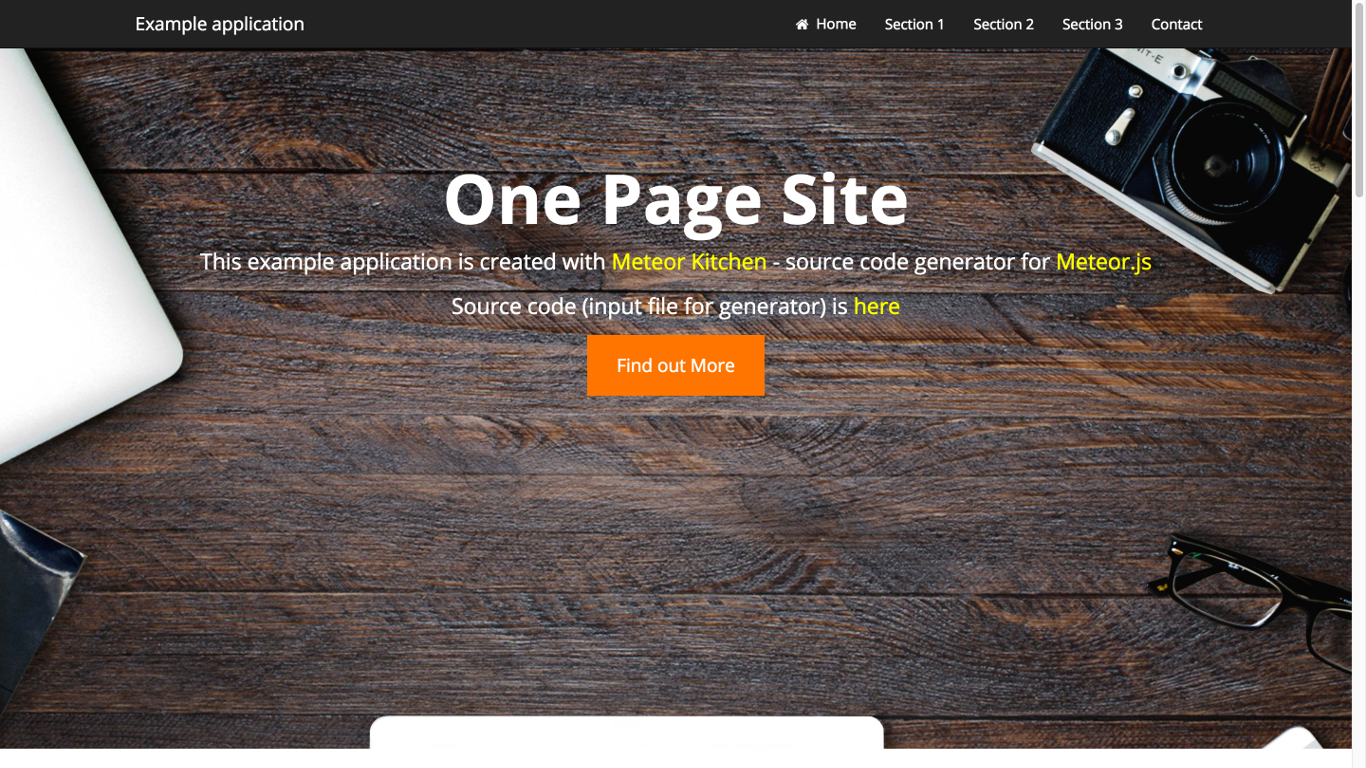 Example application
Home Section 1 Section 2 Section 3 Contact
One Page Site
This example application is created with Meteor Kitchen - source code generator for Meteor.js
Source code (input file for generator) is here
Find out More